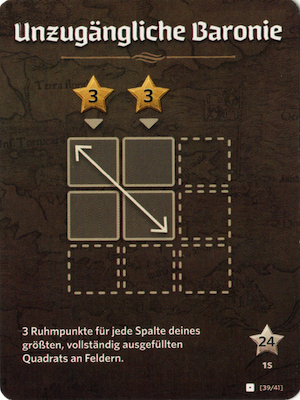 Unzugängliche Baronie
3 3
3 Ruhmpunkte für jede Spalte deines
größten, vollständig ausgefüllten
Quadrats an Feldern.
24
15
[39/41]